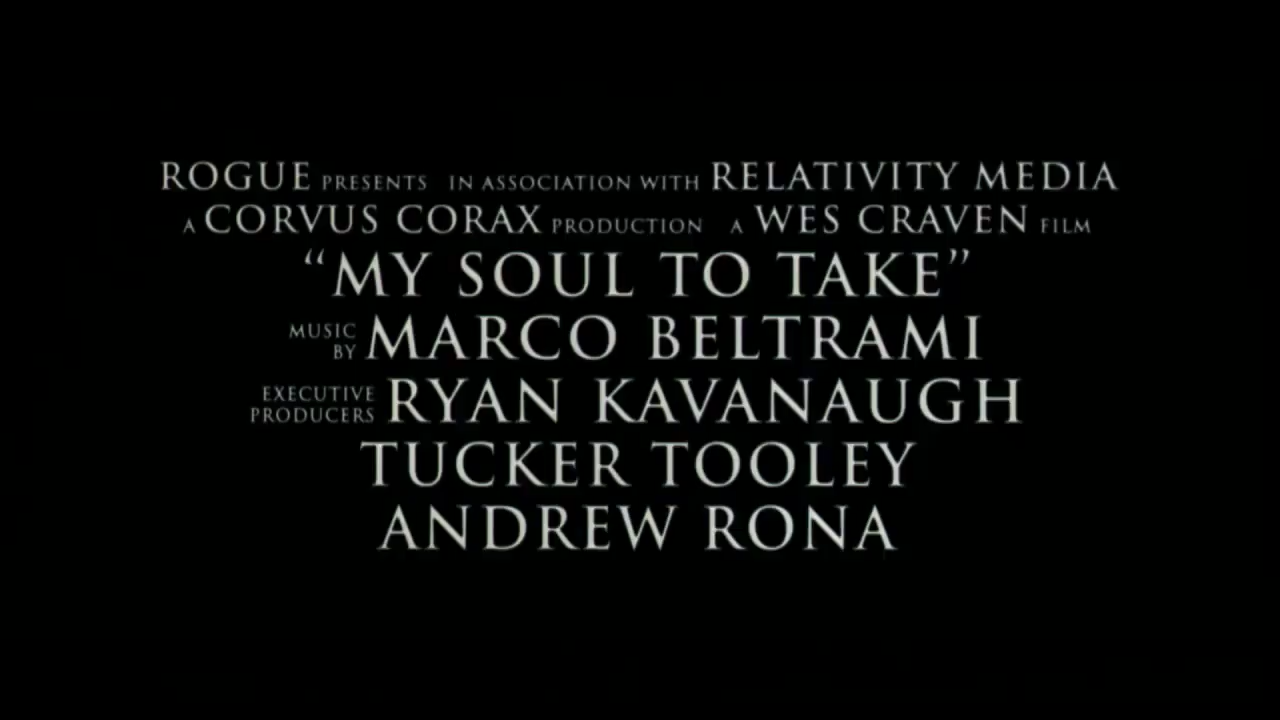 ROGUE PRESENTS IN ASSOCIATION WITH RELATIVITY MEDIA
A CORVUS CORAX PRODUCTION A WES CRAVEN FILM
“MY SOUL TO TAKE”
MUSIC BY MARCO BELTRAMI
EXECUTIVE PRODUCERS RYAN KAVANAUGH
TUCKER TOOLEY
ANDREW RONA